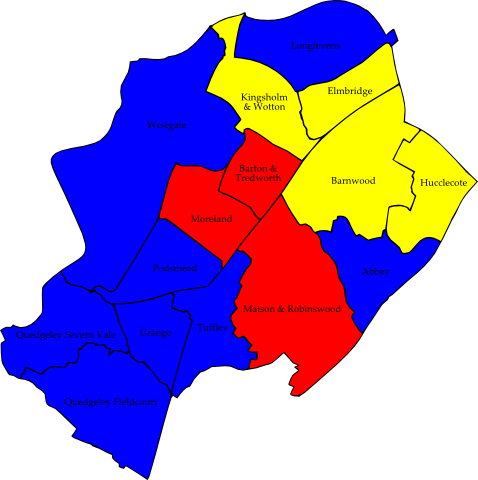 Longlevens
Elmbridge
Kingsholm
& Wotton
Westgate
Barton &
Tredworth
Barnwood
Hucclecote
Moreland
Podsmead
Abbey
Matson & Robinswood
Quedgeley Severn Vale
Grange
Tuffley
Quedgeley Fieldcourt